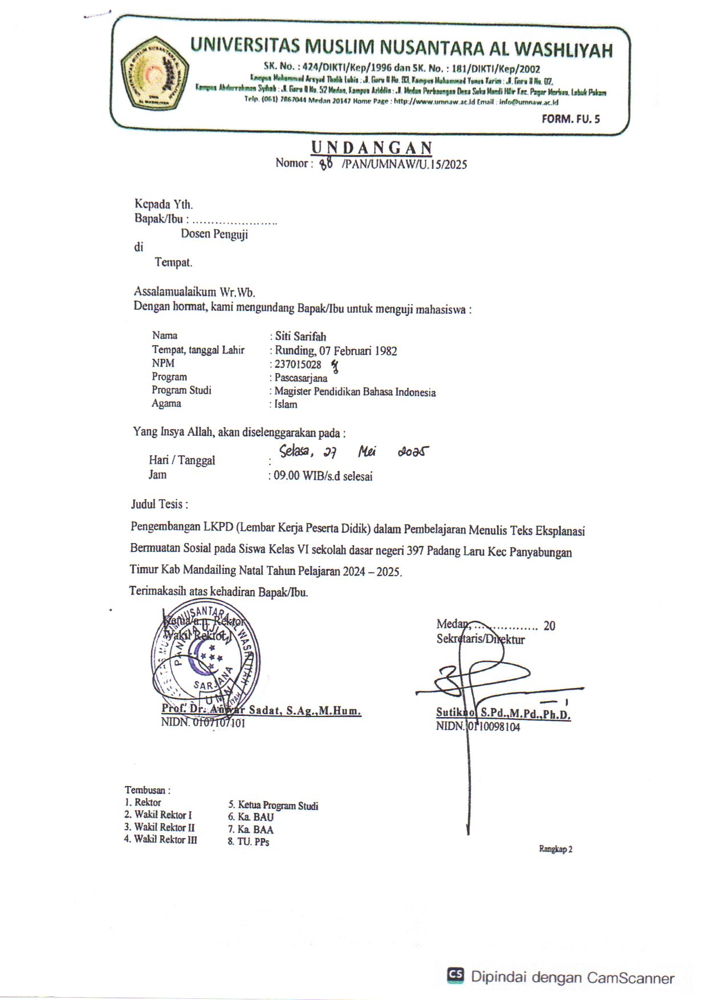 UNIVERSITAS MUSLIM NUSANTARA AL WASHLIYAH
SK. No. : 424/DIKTI/Kep/1996 dan SK. No. : 181/DIKTI/Kep/2002
Kampus Muhammad Arsyad Thalib Lubis : Jl. Garu II No. 93, Kampus Muhammad Yunus Karim : Jl. Garu II No. 02,
Kampus Abdurrahman Syihab : Jl. Garu II No. 52 Medan, Kampus Ariddin : Jl. Medan Perbaungan Desa Suka Mandi Hilir Kec. Pagar Merbau, Lubuk Pakam
Telp. (061) 7867044 Medan 20147 Home Page : http://www.umnaw.ac.id Email : info@umnaw.ac.id
FORM. FU. 5
UNDANGAN
Nomor : 88 /PAN/UMNAW/U.15/2025
Kepada Yth.
Bapak/Ibu : .......................
Dosen Penguji
di
Tempat.
Assalamualaikum Wr.Wb.
Dengan hormat, kami mengundang Bapak/Ibu untuk menguji mahasiswa :
Nama : Siti Sarifah
Tempat, tanggal Lahir : Runding, 07 Februari 1982
NPM : 237015028
Program : Pascasarjana
Program Studi : Magister Pendidikan Bahasa Indonesia
Agama : Islam
Yang Insya Allah, akan diselenggarakan pada :
Hari / Tanggal : Selasa, 27 Mei 2025
Jam : 09.00 WIB/s.d selesai
Judul Tesis :
Pengembangan LKPD (Lembar Kerja Peserta Didik) dalam Pembelajaran Menulis Teks Eksplanasi
Bermuatan Sosial pada Siswa Kelas VI sekolah dasar negeri 397 Padang Laru Kec Panyabungan
Timur Kab Mandailing Natal Tahun Pelajaran 2024 – 2025.
Terimakasih atas kehadiran Bapak/Ibu.
Ketua/a.n. Rektor
Wakil Rektor I
PANITIA UJIAN
SARJANA
UMN
Medan, ................. 20
Sekretaris/Direktur
Prof. Dr. Anwar Sadat, S.Ag.,M.Hum.
NIDN. 0107107101
Sutikno, S.Pd.,M.Pd.,Ph.D.
NIDN. 0110098104
Tembusan :
1. Rektor
2. Wakil Rektor I
3. Wakil Rektor II
4. Wakil Rektor III
5. Ketua Program Studi
6. Ka. BAU
7. Ka. BAA
8. TU. PPs
Rangkap 2
CS Dipindai dengan CamScanner